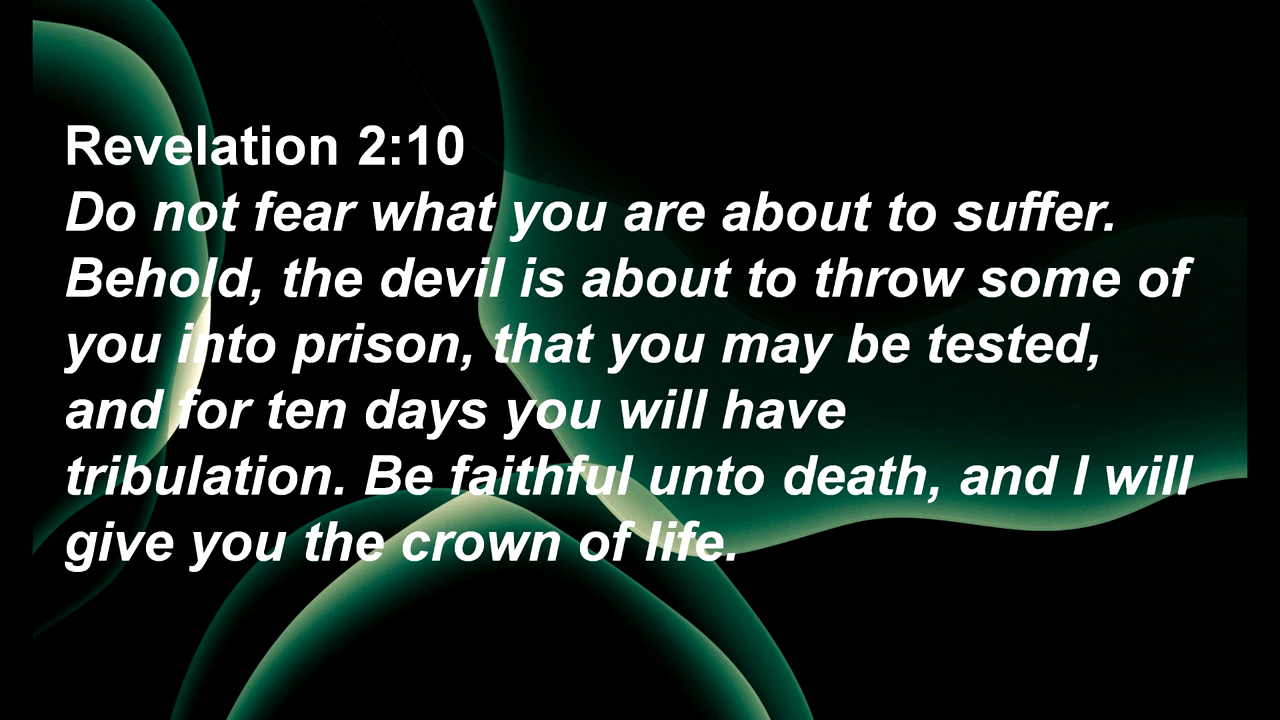 Revelation 2:10
Do not fear what you are about to suffer.
Behold, the devil is about to throw some of
you into prison, that you may be tested,
and for ten days you will have
tribulation. Be faithful unto death, and I will
give you the crown of life.